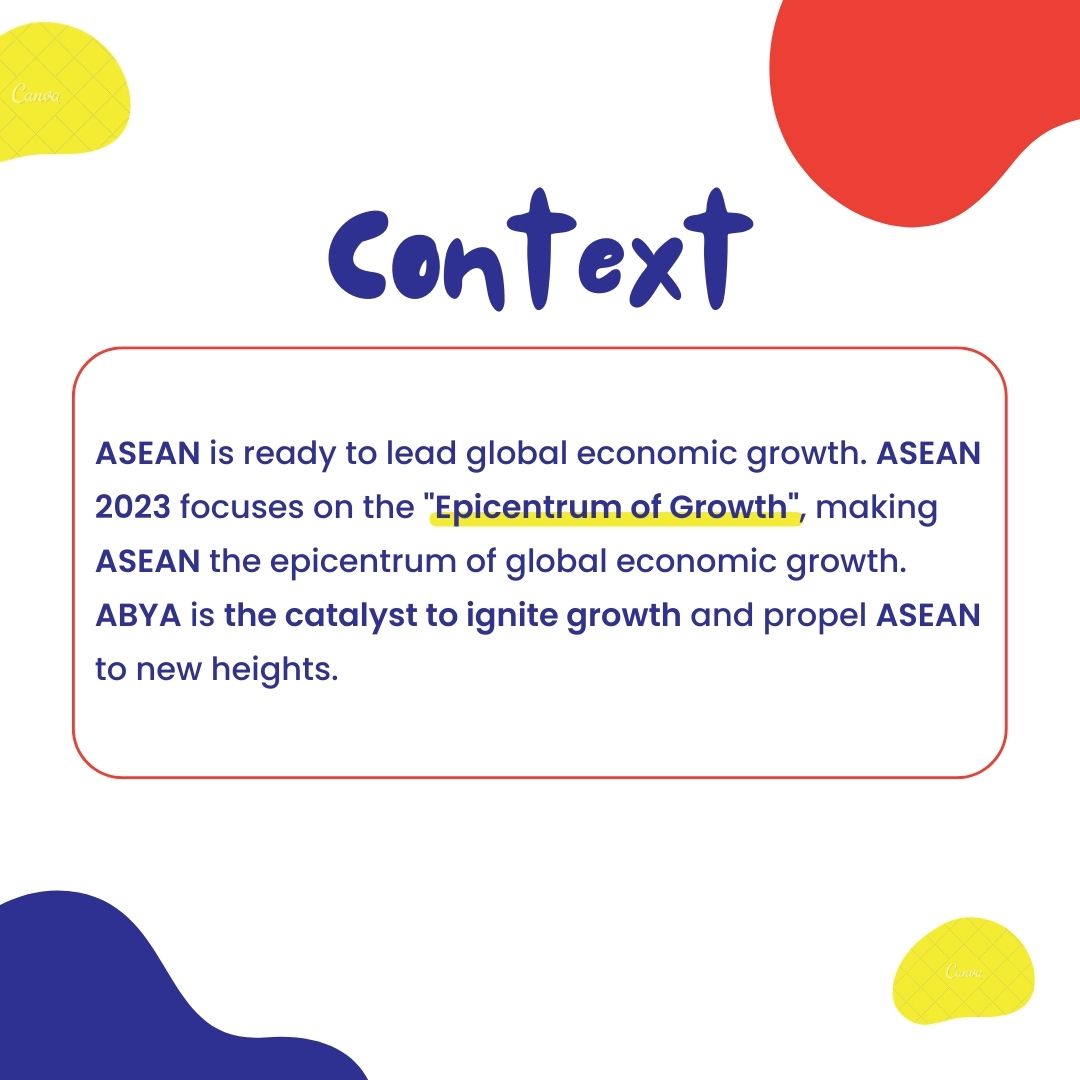 Canva
Context
ASEAN is ready to lead global economic growth. ASEAN
2023 focuses on the "Epicentrum of Growth", making
ASEAN the epicentrum of global economic growth.
ABYA is the catalyst to ignite growth and propel ASEAN
to new heights.
Canva